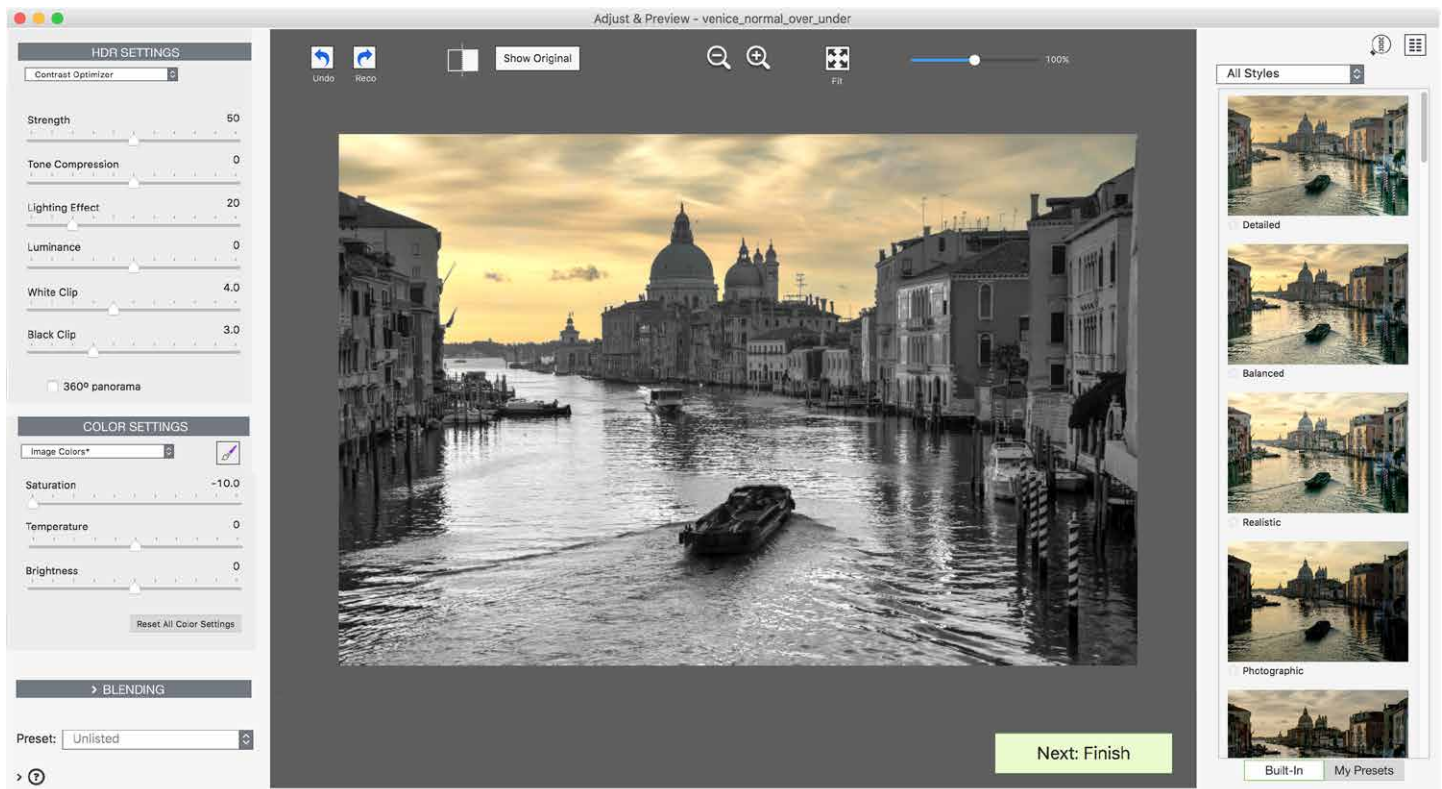 Adjust & Preview - venice_normal_over_under
HDR SETTINGS
Contrast Optimizer
Strength 50
Tone Compression 0
Lighting Effect 20
Luminance 0
White Clip 4.0
Black Clip 3.0
360º panorama
COLOR SETTINGS
Image Colors*
Saturation -10.0
Temperature 0
Brightness 0
Reset All Color Settings
> BLENDING
Preset: Unlisted
> ?
Undo
Reco
Show Original
Fit
100%
Next: Finish
All Styles
Detailed
Balanced
Realistic
Photographic
Built-In
My Presets